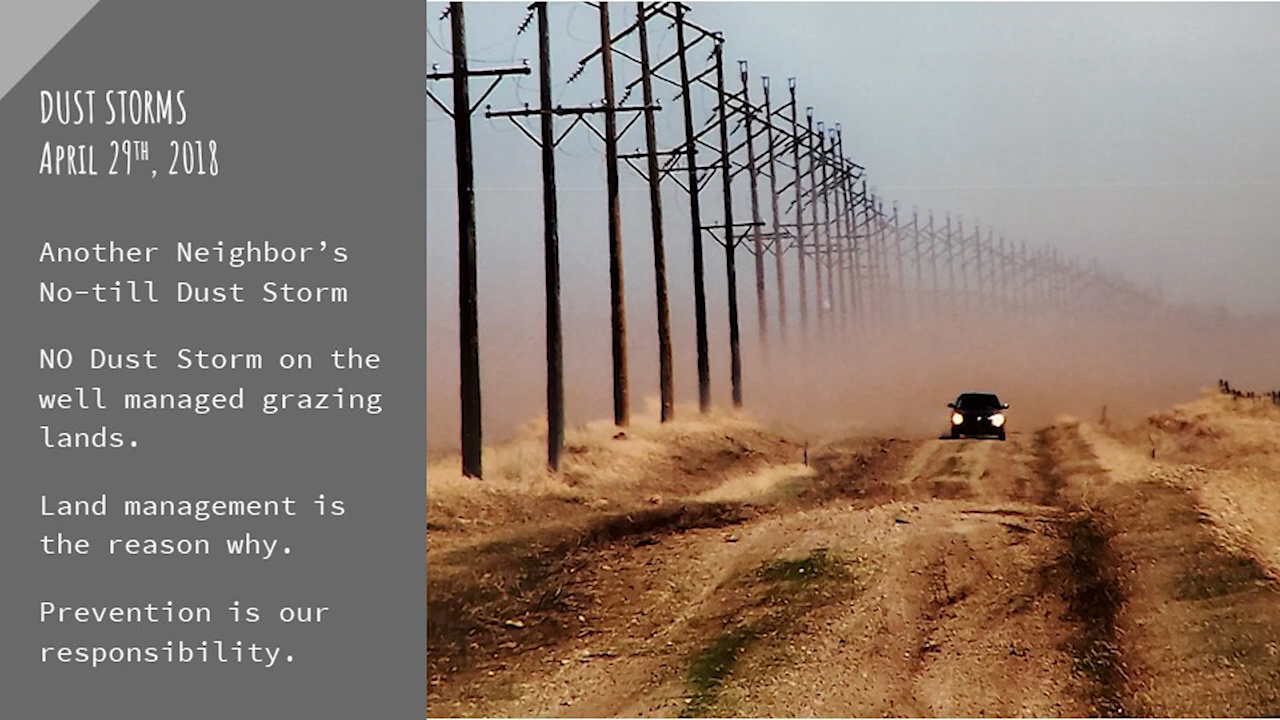 DUST STORMS
APRIL 29TH, 2018
Another Neighbor's
No-till Dust Storm
NO Dust Storm on the
well managed grazing
lands.
Land management is
the reason why.
Prevention is our
responsibility.